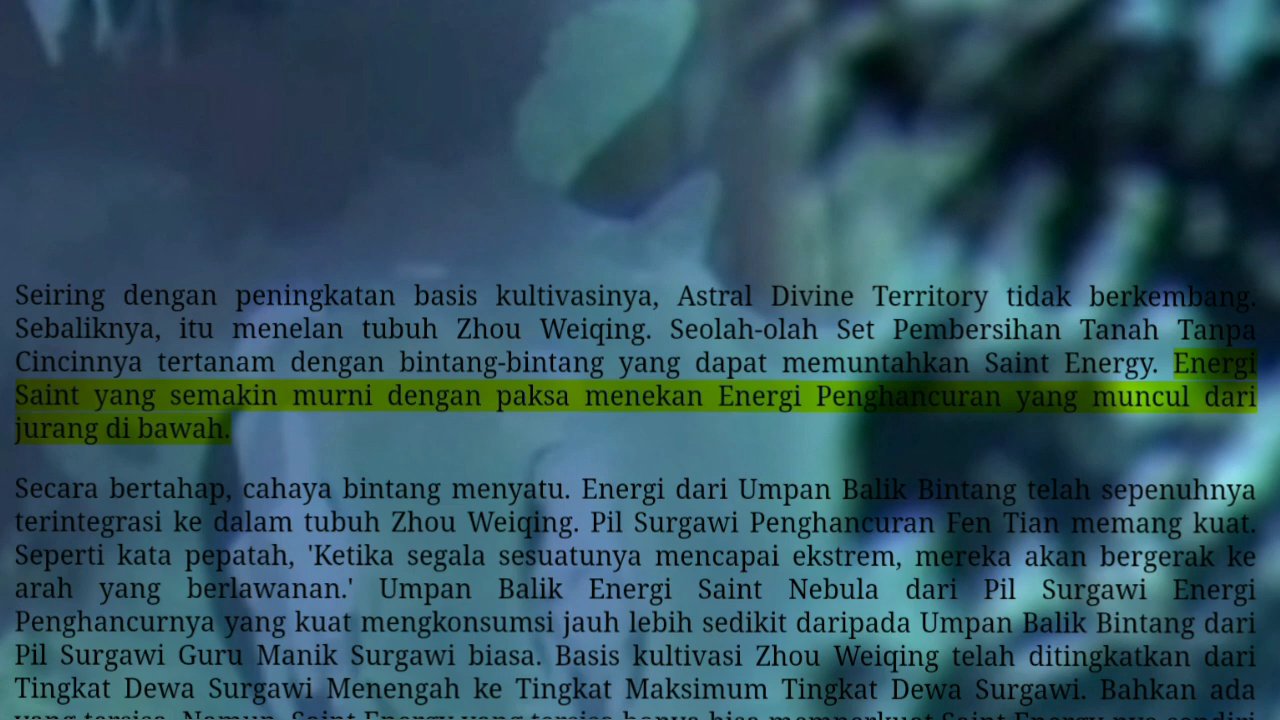 Seiring dengan peningkatan basis kultivasinya, Astral Divine Territory tidak berkembang.
Sebaliknya, itu menelan tubuh Zhou Weiqing. Seolah-olah Set Pembersihan Tanah Tanpa
Cincinnya tertanam dengan bintang-bintang yang dapat memuntahkan Saint Energy. Energi
Saint yang semakin murni dengan paksa menekan Energi Penghancuran yang muncul dari
jurang di bawah.
Secara bertahap, cahaya bintang menyatu. Energi dari Umpan Balik Bintang telah sepenuhnya
terintegrasi ke dalam tubuh Zhou Weiqing. Pil Surgawi Penghancuran Fen Tian memang kuat.
Seperti kata pepatah, 'Ketika segala sesuatunya mencapai ekstrem, mereka akan bergerak ke
arah yang berlawanan.' Umpan Balik Energi Saint Nebula dari Pil Surgawi Energi
Penghancurnya yang kuat mengkonsumsi jauh lebih sedikit daripada Umpan Balik Bintang dari
Pil Surgawi Guru Manik Surgawi biasa. Basis kultivasi Zhou Weiqing telah ditingkatkan dari
Tingkat Dewa Surgawi Menengah ke Tingkat Maksimum Tingkat Dewa Surgawi. Bahkan ada